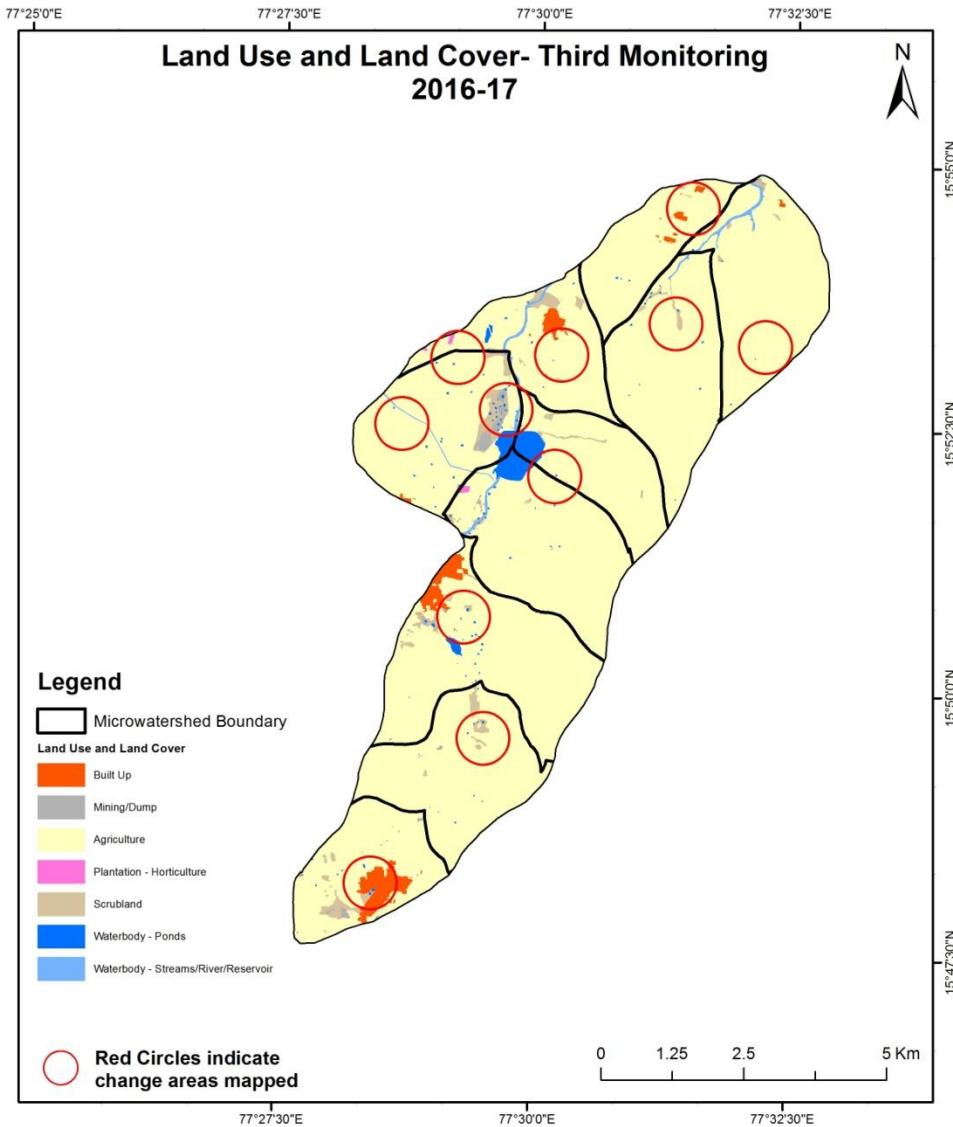 77°25'0"E 77°27'30"E 77°30'0"E 77°32'30"E
Land Use and Land Cover- Third Monitoring
2016-17
N
15°55'0"N
15°52'30"N
15°50'0"N
15°47'30"N
Legend
Microwatershed Boundary
Land Use and Land Cover
Built Up
Mining/Dump
Agriculture
Plantation - Horticulture
Scrubland
Waterbody - Ponds
Waterbody - Streams/River/Reservoir
Red Circles indicate
change areas mapped
0 1.25 2.5 5 Km
77°27'30"E 77°30'0"E 77°32'30"E